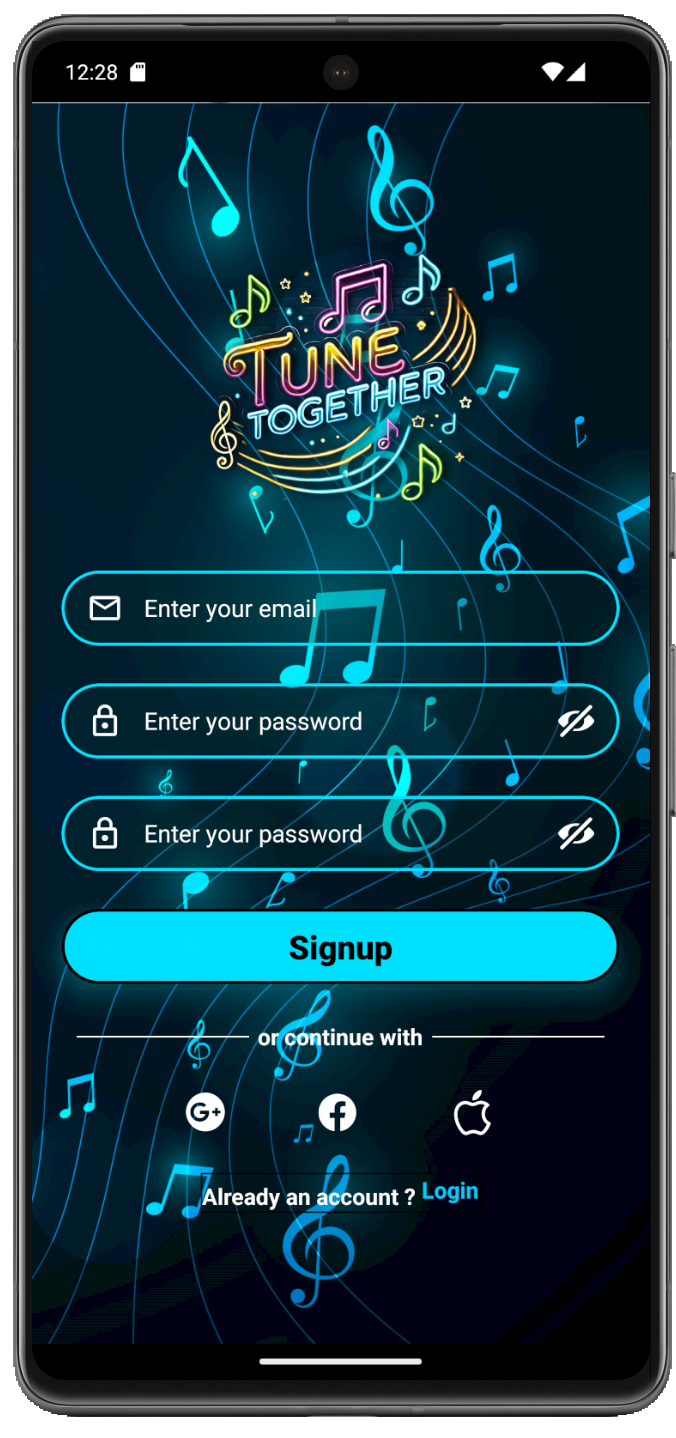 12:28
TUNE
TOGETHER
Enter your email
Enter your password
Enter your password
Signup
or continue with
G+
Already an account ? Login